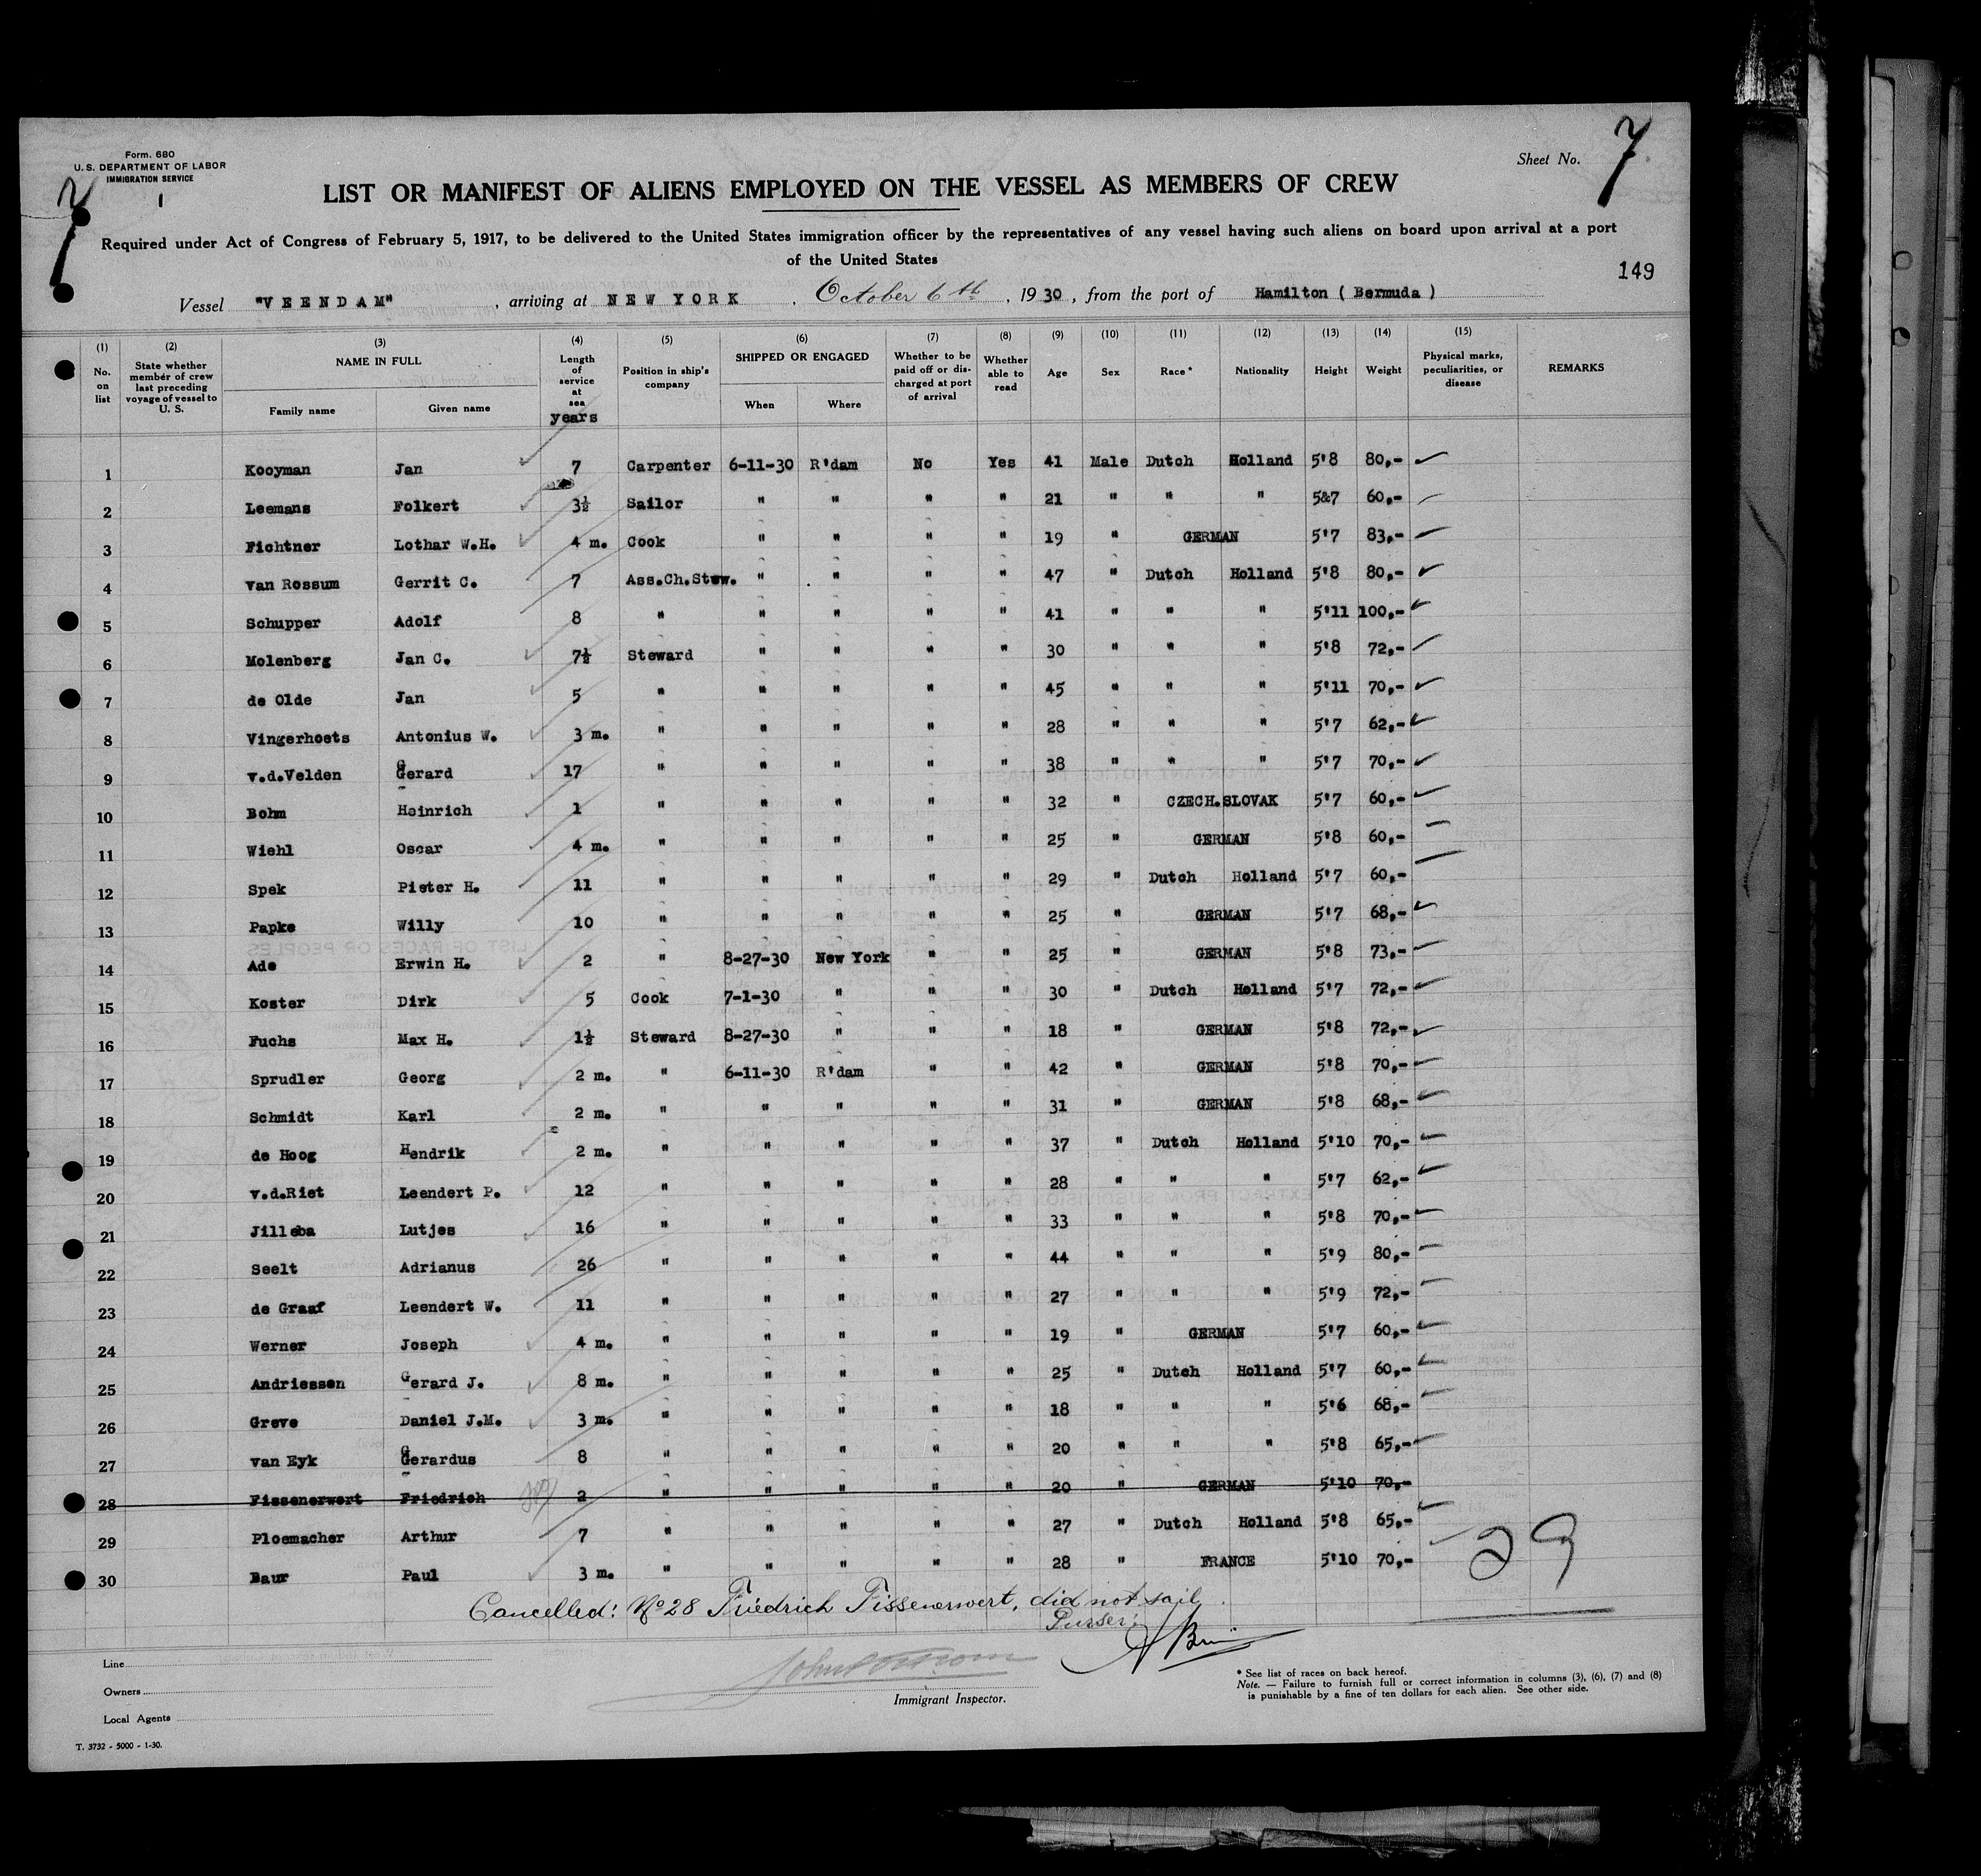 Form. 680
U. S. DEPARTMENT OF LABOR
IMMIGRATION SERVICE
Sheet No. 7
7
1
LIST OR MANIFEST OF ALIENS EMPLOYED ON THE VESSEL AS MEMBERS OF CREW
Required under Act of Congress of February 5, 1917, to be delivered to the United States immigration officer by the representatives of any vessel having such aliens on board upon arrival at a port
of the United States
149
Vessel "VEENDAM", arriving at NEW YORK, October 6th, 1930, from the port of Hamilton ( Bermuda )
(1) (2) (3) (4) (5) (6) (7) (8) (9) (10) (11) (12) (13) (14) (15)
No. on list | State whether member of crew last preceding voyage of vessel to U. S. | NAME IN FULL | Length of service at sea years | Position in ship's company | SHIPPED OR ENGAGED | Whether to be paid off or discharged at port of arrival | Whether able to read | Age | Sex | Race * | Nationality | Height | Weight | Physical marks, peculiarities, or disease | REMARKS
Family name | Given name | When | Where
1 Kooyman Jan 7 Carpenter 6-11-30 R'dam No Yes 41 Male Dutch Holland 5'8 80,-
2 Leemans Folkert 3½ Sailor " " " " 21 " " " 5&7 60,-
3 Fichtner Lothar W.H. 4 m. Cook " " " " 19 " GERMAN 5'7 83,-
4 van Rossum Gerrit C. 7 Ass.Ch.Stew. " " " " 47 " Dutch Holland 5'8 80,-
5 Schupper Adolf 8 " " " " " 41 " " " 5'11 100,-
6 Molenberg Jan C. 7½ Steward " " " " 30 " " " 5'8 72,-
7 de Olde Jan 5 " " " " " 45 " " " 5'11 70,-
8 Vingerhoets Antonius W. 3 m. " " " " " 28 " " " 5'7 62,-
9 v.d.Velden Gerard 17 " " " " " 38 " " " 5'7 70,-
10 Bohm Heinrich 1 " " " " " 32 " CZECH.SLOVAK 5'7 60,-
11 Wiehl Oscar 4 m. " " " " " 25 " GERMAN 5'8 60,-
12 Spek Pieter H. 11 " " " " " 29 " Dutch Holland 5'7 60,-
13 Papke Willy 10 " " " " " 25 " GERMAN 5'7 68,-
14 Ade Erwin H. 2 " 8-27-30 New York " " 25 " GERMAN 5'8 73,-
15 Koster Dirk 5 Cook 7-1-30 " " " 30 " Dutch Holland 5'7 72,-
16 Fuchs Max H. 1½ Steward 8-27-30 " " " 18 " GERMAN 5'8 72,-
17 Sprudler Georg 2 m. " 6-11-30 R'dam " " 42 " GERMAN 5'8 70,-
18 Schmidt Karl 2 m. " " " " " 31 " GERMAN 5'8 68,-
19 de Hoog Hendrik 2 m. " " " " " 37 " Dutch Holland 5'10 70,-
20 v.d.Riet Leendert P. 12 " " " " " 28 " " " 5'7 62,-
21 Jilleba Lutjes 16 " " " " " 33 " " " 5'8 70,-
22 Seelt Adrianus 26 " " " " " 44 " " " 5'9 80,-
23 de Graaf Leendert W. 11 " " " " " 27 " " " 5'9 72,-
24 Werner Joseph 4 m. " " " " " 19 " GERMAN 5'7 60,-
25 Andriessen Gerard J. 8 m. " " " " " 25 " Dutch Holland 5'7 60,-
26 Greve Daniel J.M. 3 m. " " " " " 18 " " " 5'6 68,-
27 van Eyk Gerardus 8 " " " " " 20 " " " 5'8 65,-
28 Fissenerwert Friedrich 2 " " " " " 20 " GERMAN 5'10 70,-
29 Ploemacher Arthur 7 " " " " " 27 " Dutch Holland 5'8 65,-
30 Baur Paul 3 m. " " " " " 28 " FRANCE 5'10 70,-
29
Cancelled: No 28 Friedrich Fissenerwert, did not sail
Purser:
Line
Owners
Local Agents
Immigrant Inspector.
* See list of races on back hereof.
Note. — Failure to furnish full or correct information in columns (3), (6), (7) and (8)
is punishable by a fine of ten dollars for each alien. See other side.
T. 3732 - 5000 - 1-30.